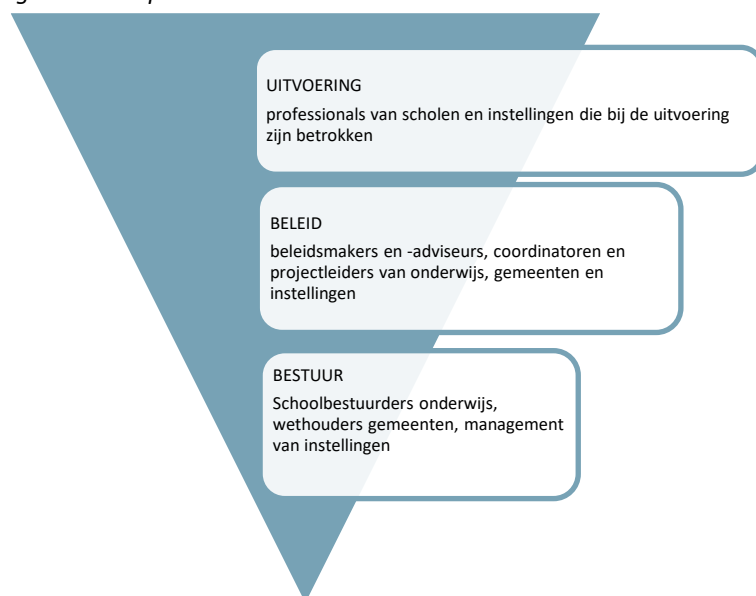 UITVOERING
professionals van scholen en instellingen die bij de uitvoering
zijn betrokken
BELEID
beleidsmakers en -adviseurs, coordinatoren en
projectleiders van onderwijs, gemeenten en
instellingen
BESTUUR
Schoolbestuurders onderwijs,
wethouders gemeenten, management
van instellingen